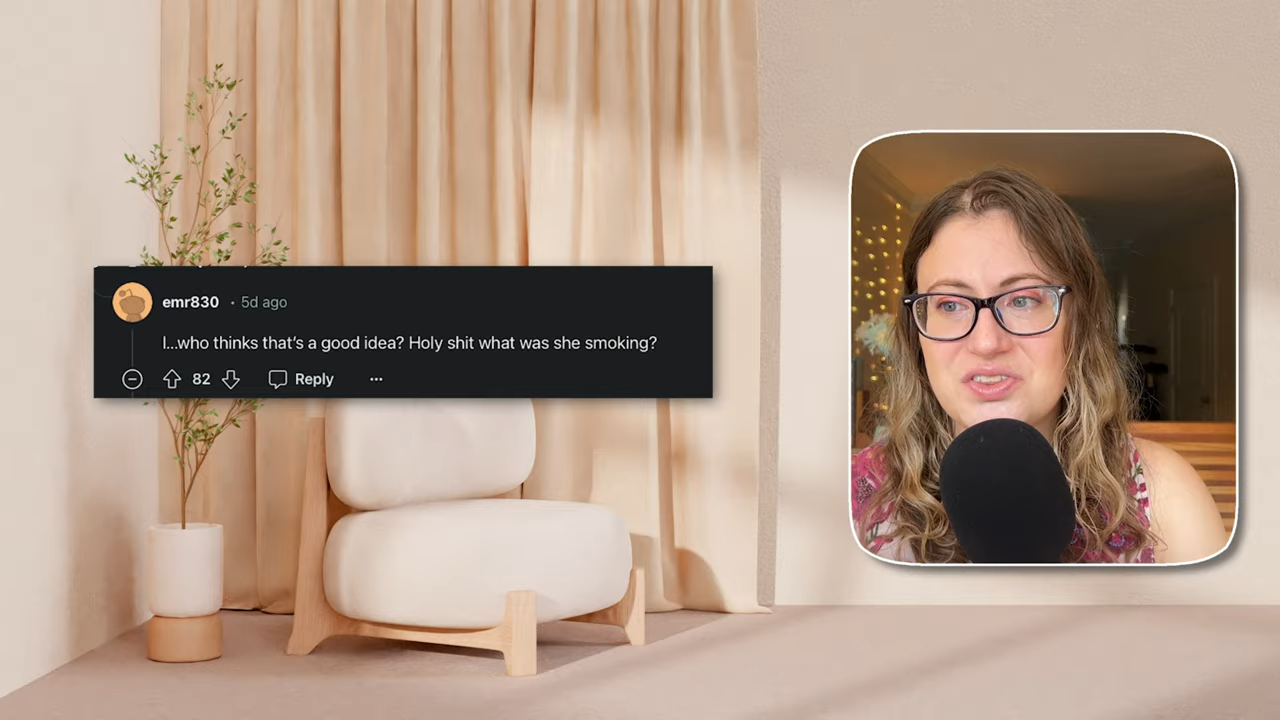 emr830 · 5d ago
I...who thinks that's a good idea? Holy shit what was she smoking?
82 Reply ...